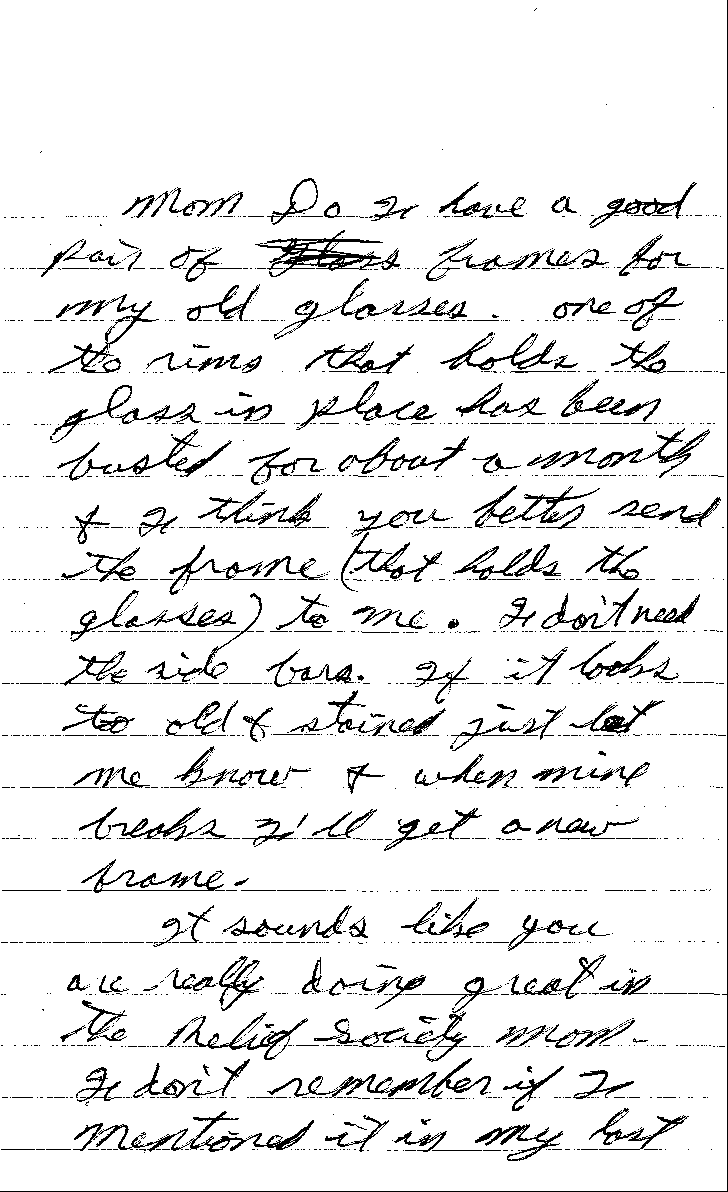 Mom Do I have a good
pair of frames for
my old glasses. one of
the rims that holds the
glass in place has been
busted for about a month
& I think you better send
the frame (that holds the
glasses) to me. I don't need
the side bars. If it looks
to old & stained just let
me know & when mine
breaks I'll get a new
frame.
It sounds like you
are really doing great in
the Relief Society mom.
I don't remember if I
mentioned it in my last